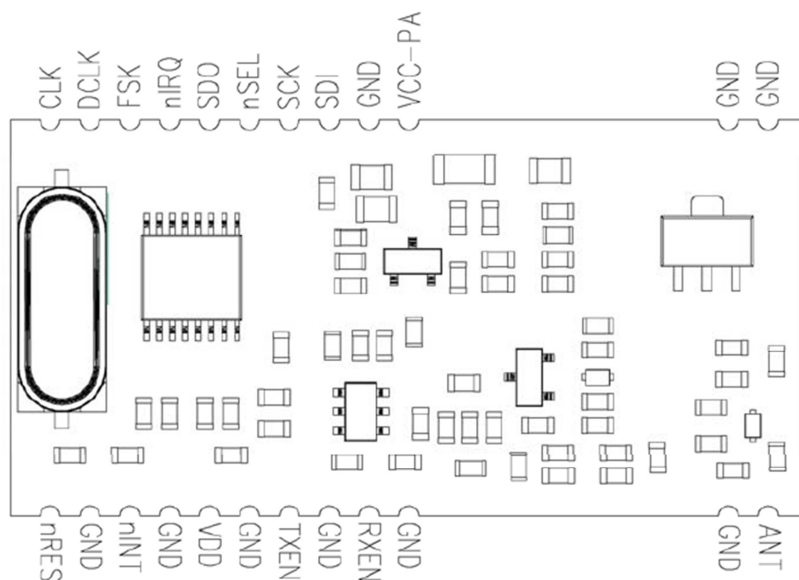 CLK
DCLK
FSK
nIRQ
SDO
nSEL
SCK
SDI
GND
VCC-PA
GND
GND
nRES
GND
nINT
GND
VDD
GND
TXEN
GND
RXEN
GND
GND
ANT